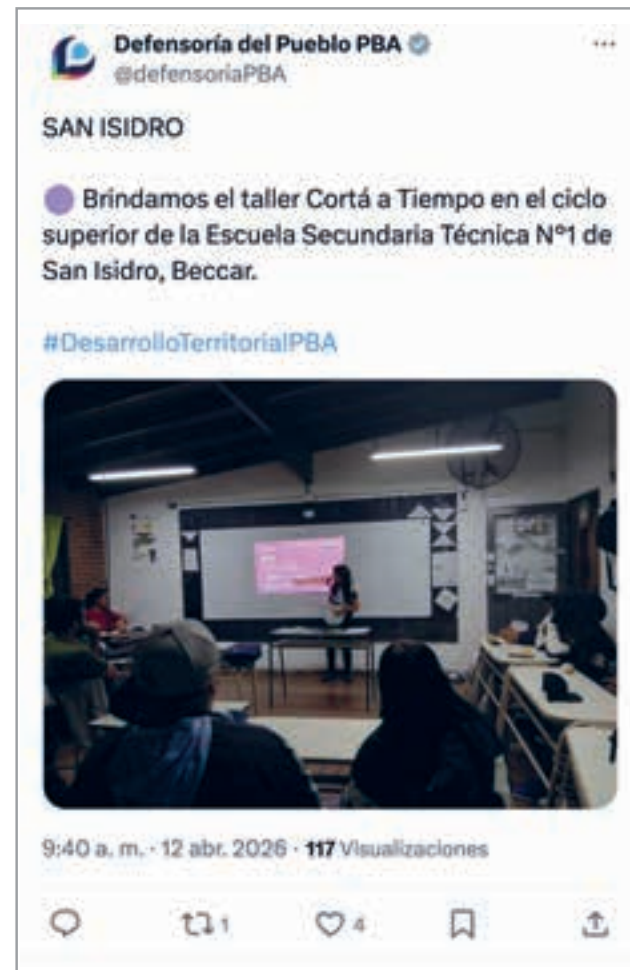 Defensoría del Pueblo PBA
@defensoriaPBA
SAN ISIDRO
Brindamos el taller Cortá a Tiempo en el ciclo
superior de la Escuela Secundaria Técnica N°1 de
San Isidro, Beccar.
#DesarrolloTerritorialPBA
9:40 a. m. · 12 abr. 2026 · 117 Visualizaciones
1 4